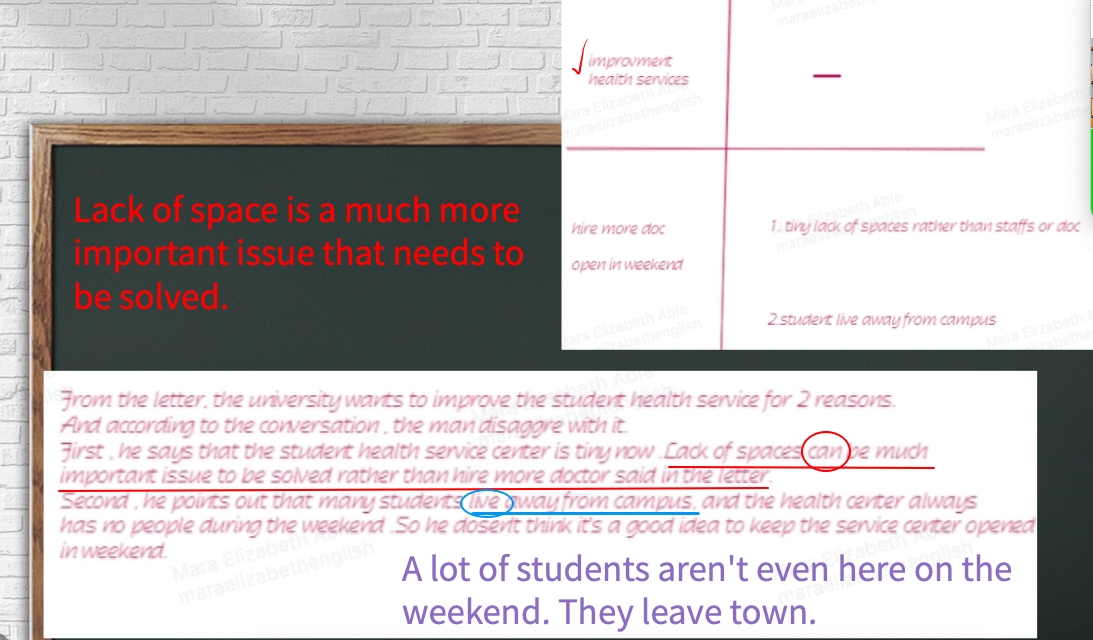 improvment
health services
—
hire more doc
open in weekend
1. tiny lack of spaces rather than staffs or doc
2.student live away from campus
Lack of space is a much more
important issue that needs to
be solved.
From the letter, the university wants to improve the student health service for 2 reasons.
And according to the conversation , the man disaggre with it.
First , he says that the student health service center is tiny now .Lack of spaces can be much
important issue to be solved rather than hire more doctor said in the letter.
Second , he points out that many students live away from campus, and the health center always
has no people during the weekend .So he dosen't think it's a good idea to keep the service center opened
in weekend.
A lot of students aren't even here on the
weekend. They leave town.
Mara Elizabeth Able
maraelizabethenglish